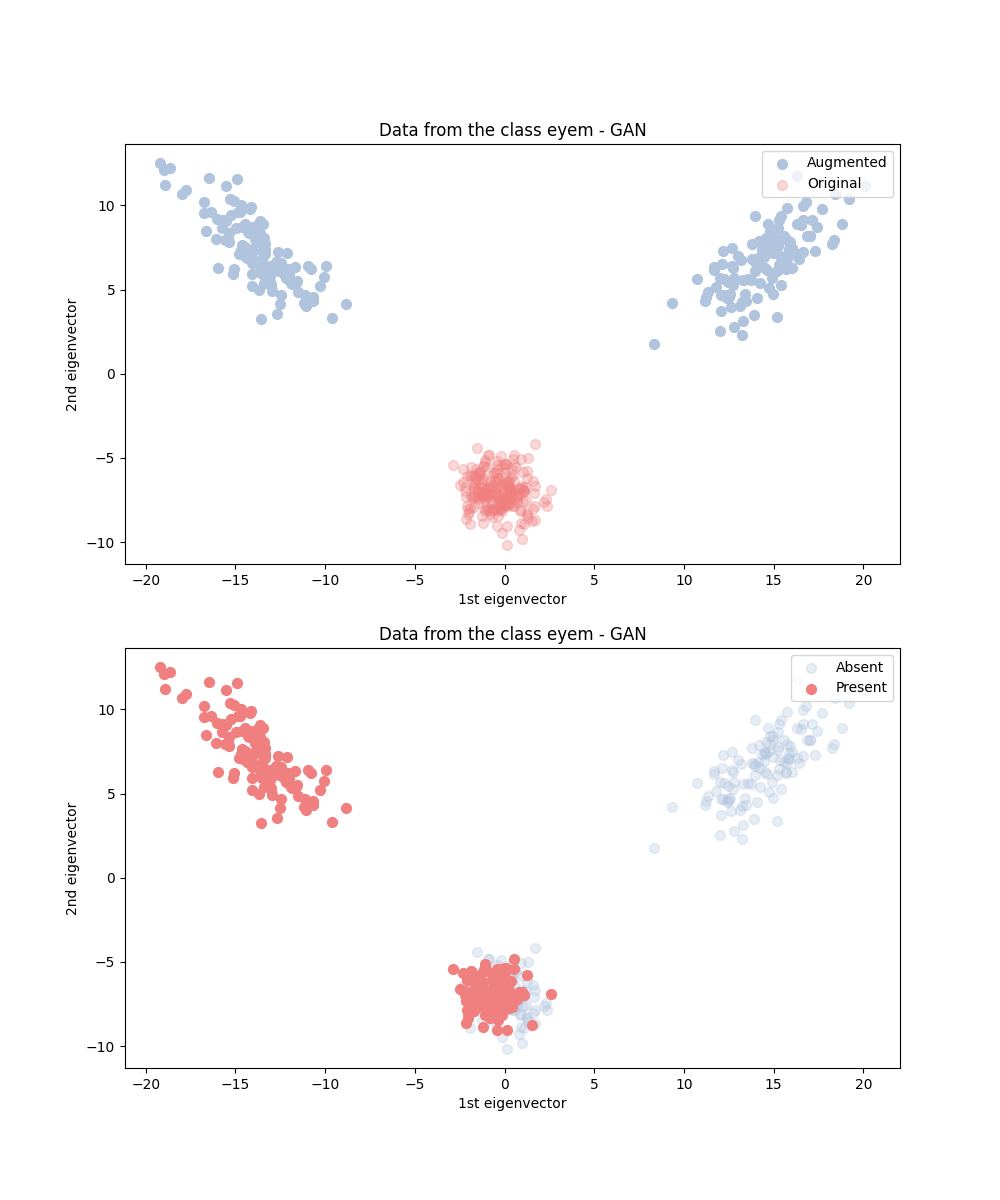 Data from the class eyem - GAN
Augmented
Original
10
5
0
−5
−10
2nd eigenvector
−20 −15 −10 −5 0 5 10 15 20
1st eigenvector
Data from the class eyem - GAN
Absent
Present
10
5
0
−5
−10
2nd eigenvector
−20 −15 −10 −5 0 5 10 15 20
1st eigenvector